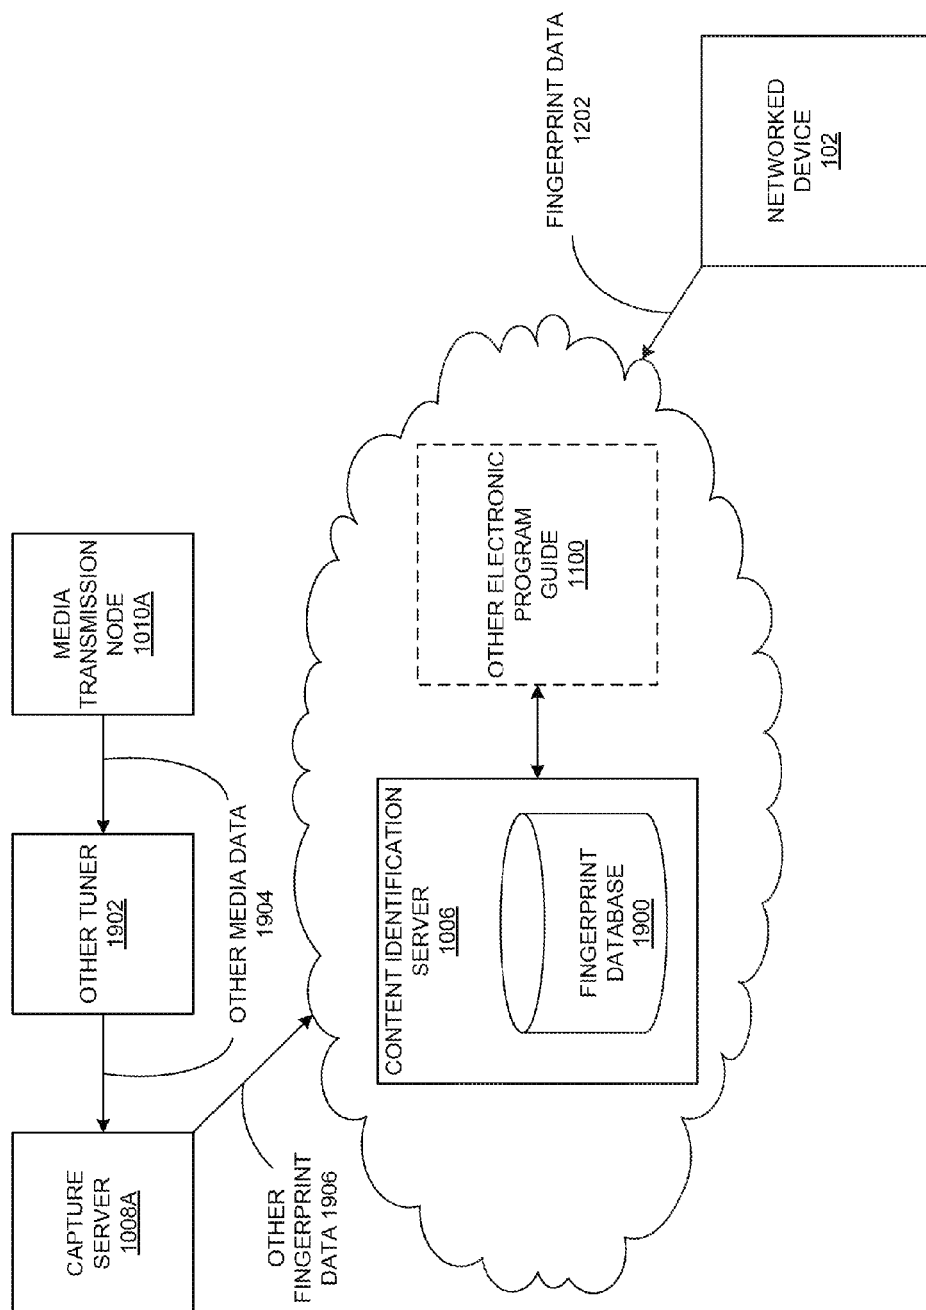 CAPTURE
SERVER
1008A
OTHER TUNER
1902
MEDIA
TRANSMISSION
NODE
1010A
OTHER MEDIA DATA
1904
OTHER
FINGERPRINT
DATA 1906
CONTENT IDENTIFICATION
SERVER
1006
FINGERPRINT
DATABASE
1900
OTHER ELECTRONIC
PROGRAM
GUIDE
1100
FINGERPRINT DATA
1202
NETWORKED
DEVICE
102